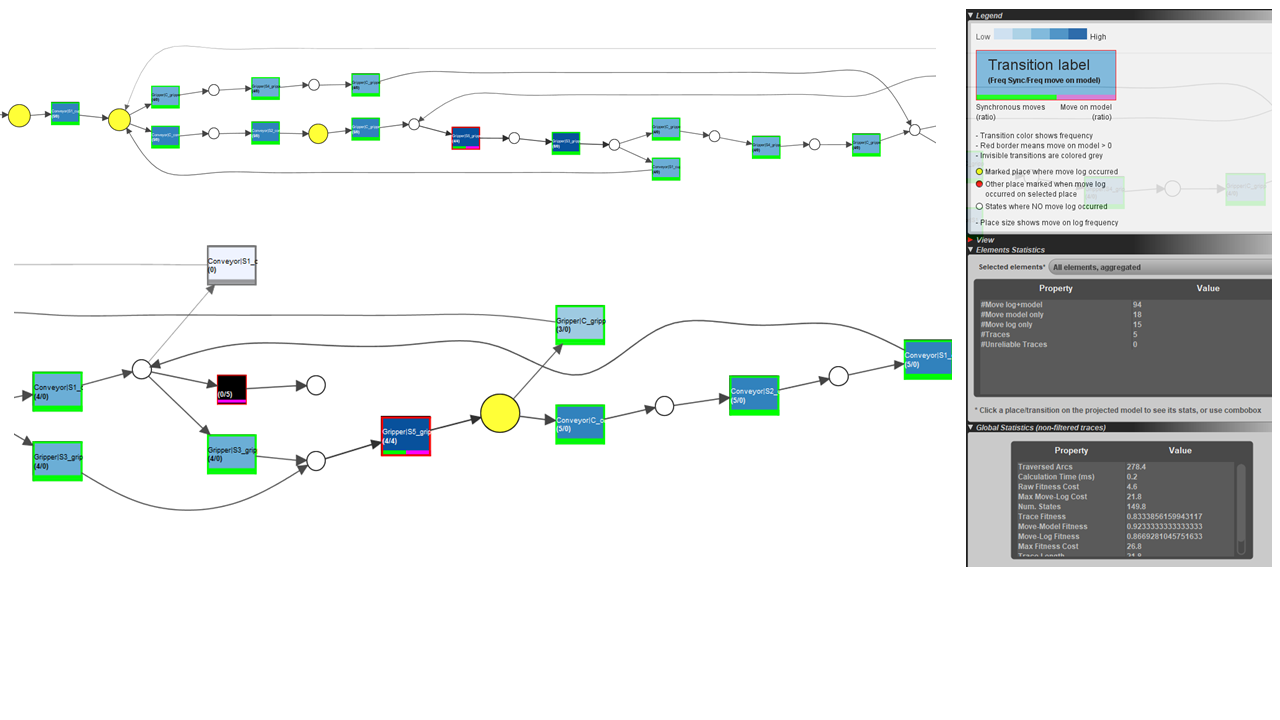 Legend
Low High
Transition label
(Freq Sync/Freq move on model)
Synchronous moves Move on model
(ratio) (ratio)
- Transition color shows frequency
- Red border means move on model > 0
- Invisible transitions are colored grey
Marked place where move log occurred
Other place marked when move log
occurred on selected place
States where NO move log occurred
- Place size shows move on log frequency
View
Elements Statistics
Selected elements* All elements, aggregated
Property Value
#Move log+model 94
#Move model only 18
#Move log only 15
#Traces 5
#Unreliable Traces 0
* Click a place/transition on the projected model to see its stats, or use combobox
Global Statistics (non-filtered traces)
Property Value
Traversed Arcs 278.4
Calculation Time (ms) 0.2
Raw Fitness Cost 4.6
Max Move-Log Cost 21.8
Num. States 149.8
Trace Fitness 0.8333856159943117
Move-Model Fitness 0.9233333333333333
Move-Log Fitness 0.8669281045751633
Max Fitness Cost 26.8
Conveyor|S1_c
(0)
Gripper|C_gripp
(3/0)
Conveyor|S1_
(5/0)
Conveyor|S1_c
(4/0)
(0/5)
Conveyor|S2_
(5/0)
Gripper|S5_grip
(4/4)
Conveyor|C_c
(5/0)
Gripper|S3_grip
(4/0)
Gripper|S3_grip
(4/0)